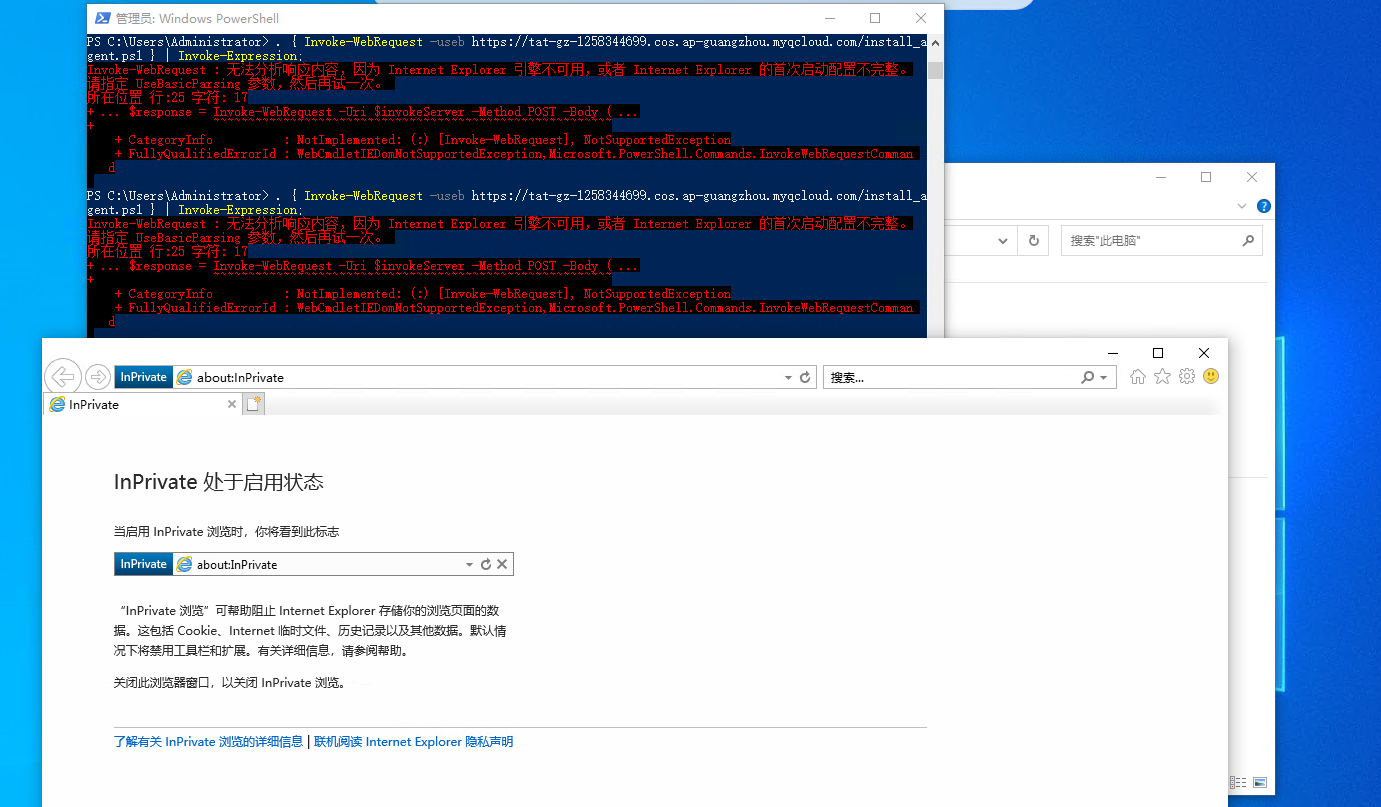 管理员: Windows PowerShell
PS C:\Users\Administrator> . { Invoke-WebRequest -useb https://tat-gz-1258344699.cos.ap-guangzhou.myqcloud.com/install_a
gent.ps1 } | Invoke-Expression;
Invoke-WebRequest : 无法分析响应内容，因为 Internet Explorer 引擎不可用，或者 Internet Explorer 的首次启动配置不完整。
请指定 UseBasicParsing 参数，然后再试一次。
所在位置 行:25 字符: 17
+ ... $response = Invoke-WebRequest -Uri $invokeServer -Method POST -Body ( ...
+
+ CategoryInfo : NotImplemented: (:) [Invoke-WebRequest], NotSupportedException
+ FullyQualifiedErrorId : WebCmdletIEDomNotSupportedException,Microsoft.PowerShell.Commands.InvokeWebRequestComman
d
PS C:\Users\Administrator> . { Invoke-WebRequest -useb https://tat-gz-1258344699.cos.ap-guangzhou.myqcloud.com/install_a
gent.ps1 } | Invoke-Expression;
Invoke-WebRequest : 无法分析响应内容，因为 Internet Explorer 引擎不可用，或者 Internet Explorer 的首次启动配置不完整。
请指定 UseBasicParsing 参数，然后再试一次。
所在位置 行:25 字符: 17
+ ... $response = Invoke-WebRequest -Uri $invokeServer -Method POST -Body ( ...
+
+ CategoryInfo : NotImplemented: (:) [Invoke-WebRequest], NotSupportedException
+ FullyQualifiedErrorId : WebCmdletIEDomNotSupportedException,Microsoft.PowerShell.Commands.InvokeWebRequestComman
d
搜索"此电脑"
InPrivate about:InPrivate
搜索...
InPrivate
InPrivate 处于启用状态
当启用 InPrivate 浏览时，你将看到此标志
InPrivate about:InPrivate
“InPrivate 浏览”可帮助阻止 Internet Explorer 存储你的浏览页面的数
据。这包括 Cookie、Internet 临时文件、历史记录以及其他数据。默认情
况下将禁用工具栏和扩展。有关详细信息，请参阅帮助。
关闭此浏览器窗口，以关闭 InPrivate 浏览。
了解有关 InPrivate 浏览的详细信息 | 联机阅读 Internet Explorer 隐私声明